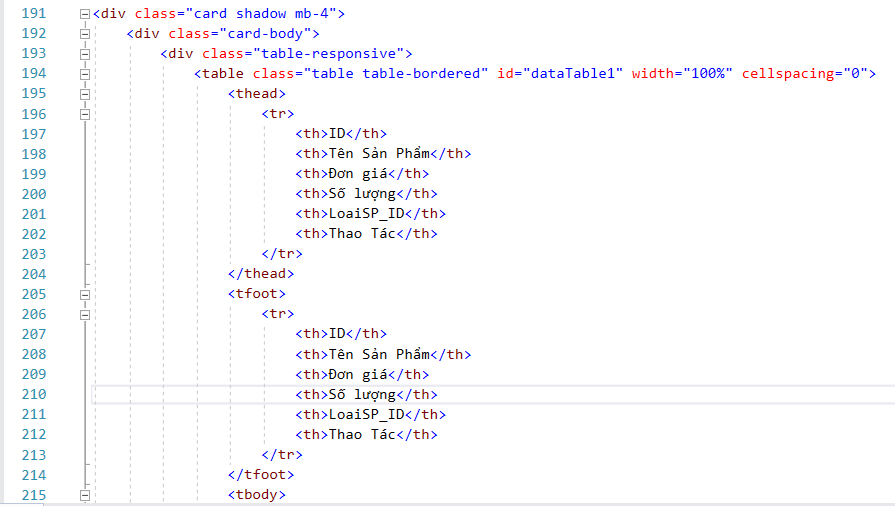 191 <div class="card shadow mb-4">
192 <div class="card-body">
193 <div class="table-responsive">
194 <table class="table table-bordered" id="dataTable1" width="100%" cellspacing="0">
195 <thead>
196 <tr>
197 <th>ID</th>
198 <th>Tên Sản Phẩm</th>
199 <th>Đơn giá</th>
200 <th>Số lượng</th>
201 <th>LoaiSP_ID</th>
202 <th>Thao Tác</th>
203 </tr>
204 </thead>
205 <tfoot>
206 <tr>
207 <th>ID</th>
208 <th>Tên Sản Phẩm</th>
209 <th>Đơn giá</th>
210 <th>Số lượng</th>
211 <th>LoaiSP_ID</th>
212 <th>Thao Tác</th>
213 </tr>
214 </tfoot>
215 <tbody>